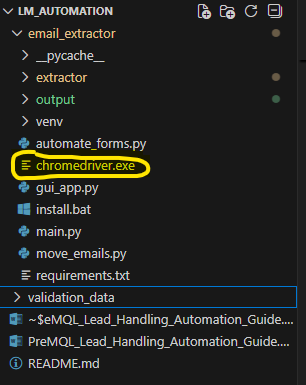 LM_AUTOMATION
email_extractor
__pycache__
extractor
output
venv
automate_forms.py
chromedriver.exe
gui_app.py
install.bat
main.py
move_emails.py
requirements.txt
validation_data
~$eMQL_Lead_Handling_Automation_Guide....
PreMQL_Lead_Handling_Automation_Guide....
README.md